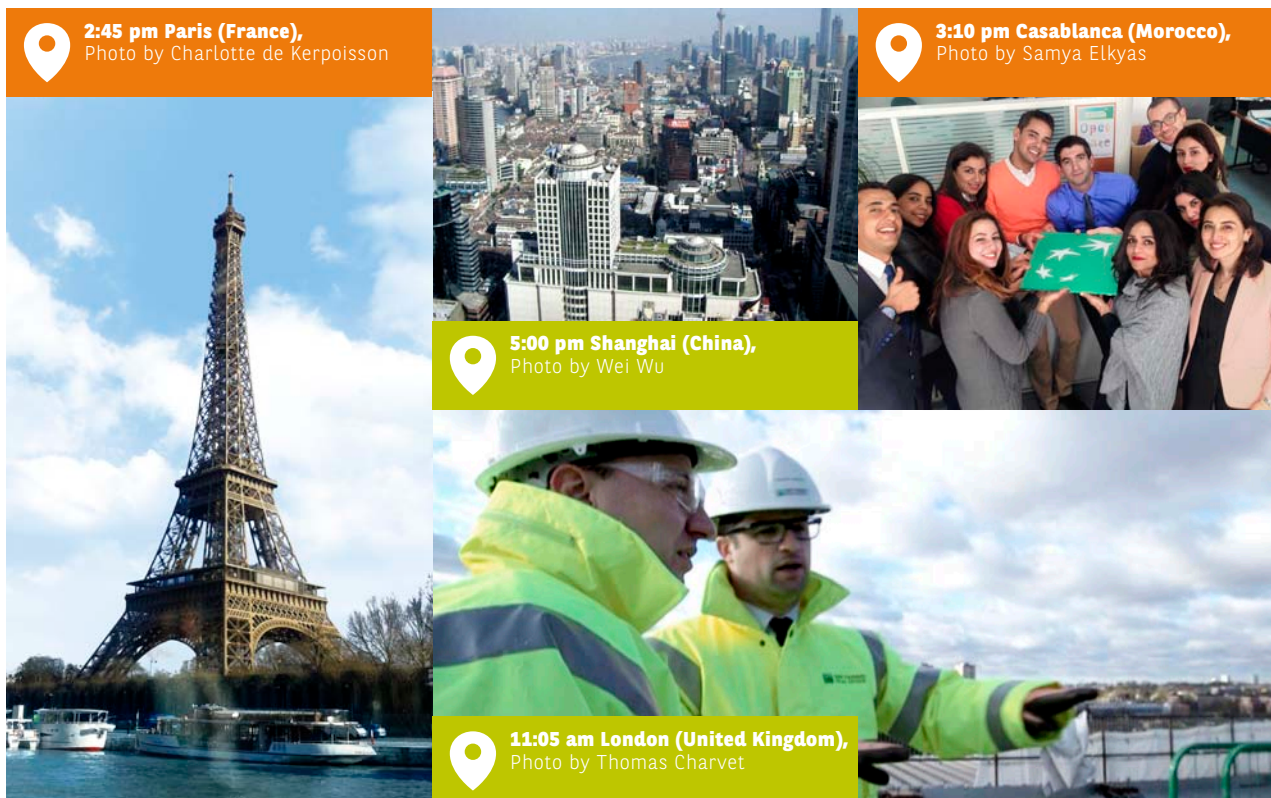 2:45 pm Paris (France),
Photo by Charlotte de Kerpoisson
3:10 pm Casablanca (Morocco),
Photo by Samya Elkyas
5:00 pm Shanghai (China),
Photo by Wei Wu
11:05 am London (United Kingdom),
Photo by Thomas Charvet